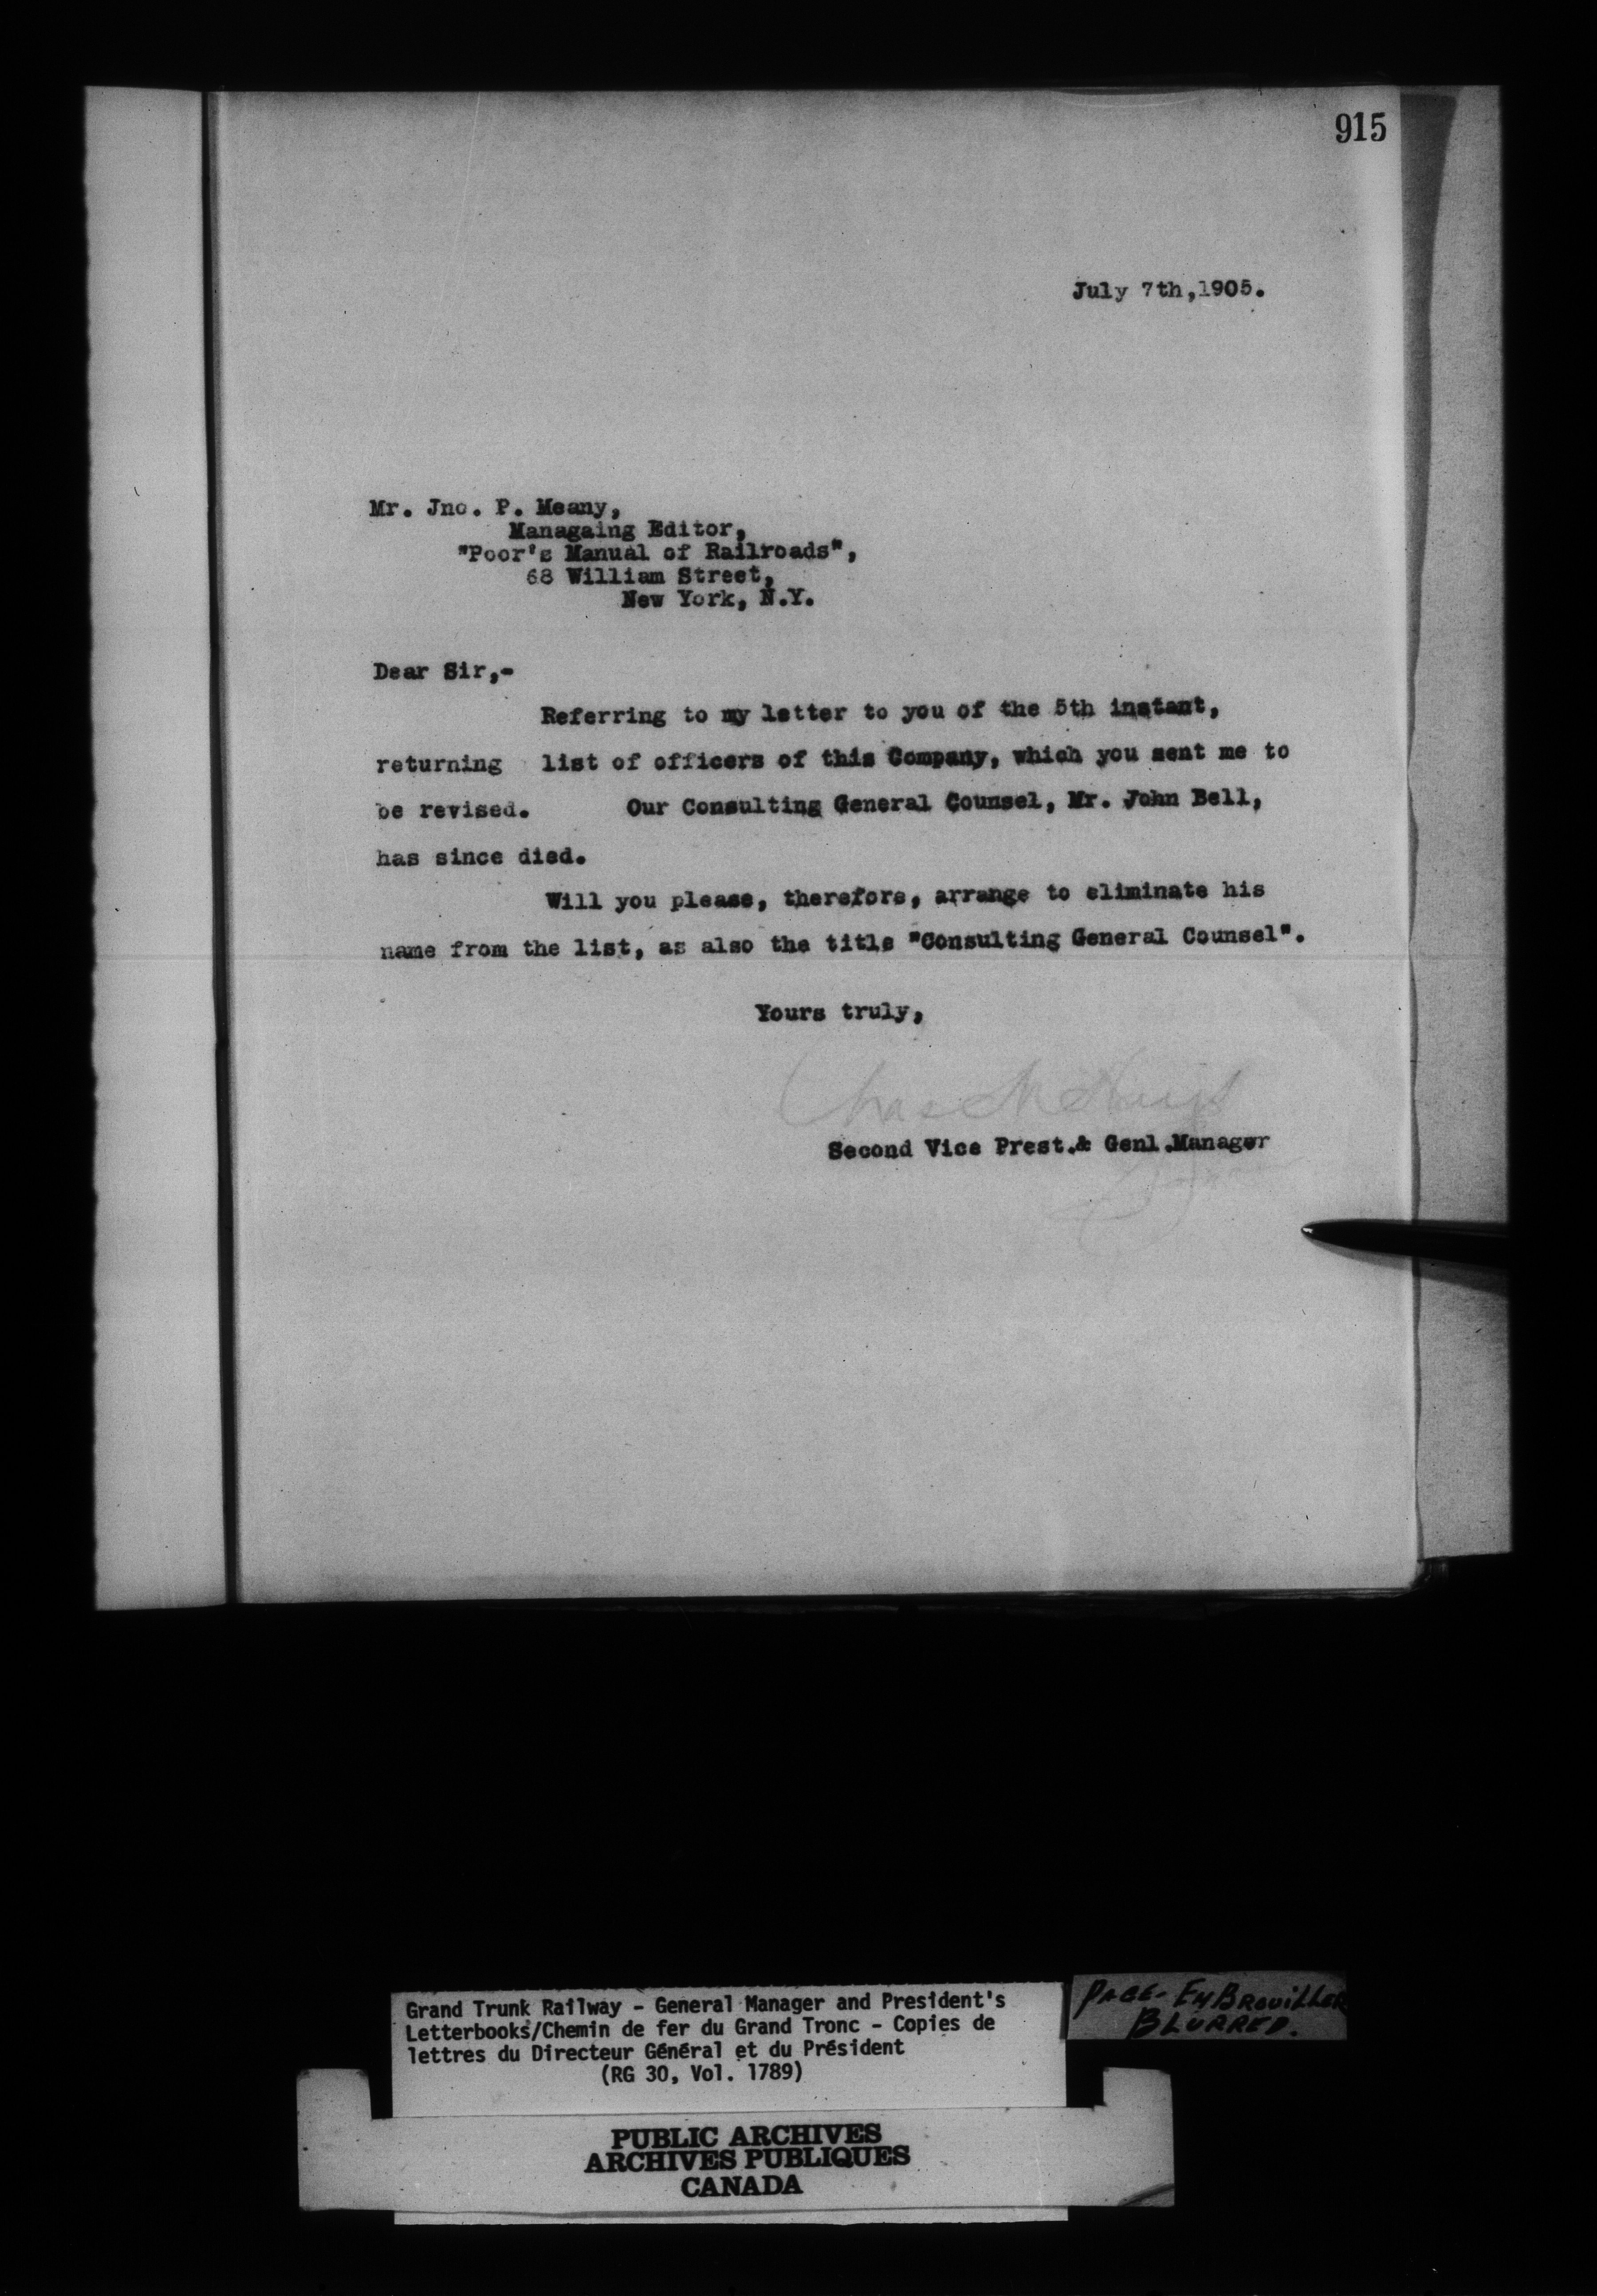 915
July 7th,1905.
Mr. Jno. P. Meany,
Managaing Editor,
"Poor's Manual of Railroads",
68 William Street,
New York, N.Y.
Dear Sir,-
Referring to my letter to you of the 5th instant,
returning list of officers of this Company, which you sent me to
be revised. Our Consulting General Counsel, Mr. John Bell,
has since died.
Will you please, therefore, arrange to eliminate his
name from the list, as also the title "Consulting General Counsel".
Yours truly,
Chas M Hays
Second Vice Prest.& Genl.Manager
Grand Trunk Railway - General Manager and President's
Letterbooks/Chemin de fer du Grand Tronc - Copies de
lettres du Directeur Général et du Président
(RG 30, Vol. 1789)
PAGE- EMBROUILLER
BLURRED.
PUBLIC ARCHIVES
ARCHIVES PUBLIQUES
CANADA